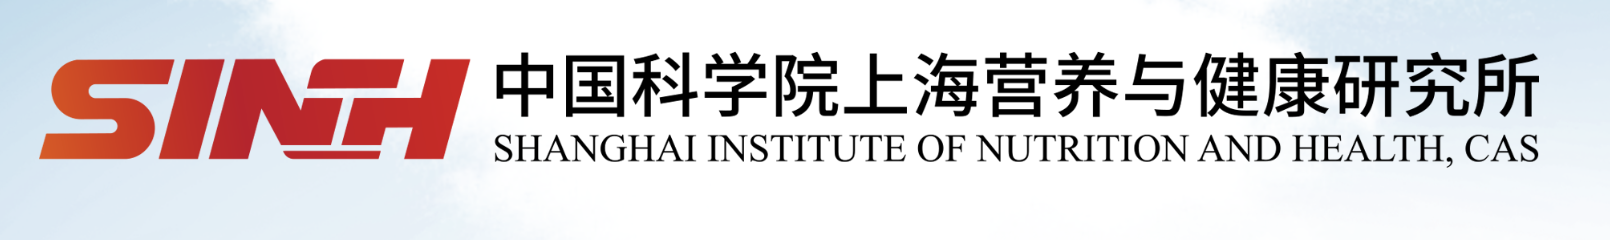 SINH
中国科学院上海营养与健康研究所
SHANGHAI INSTITUTE OF NUTRITION AND HEALTH, CAS